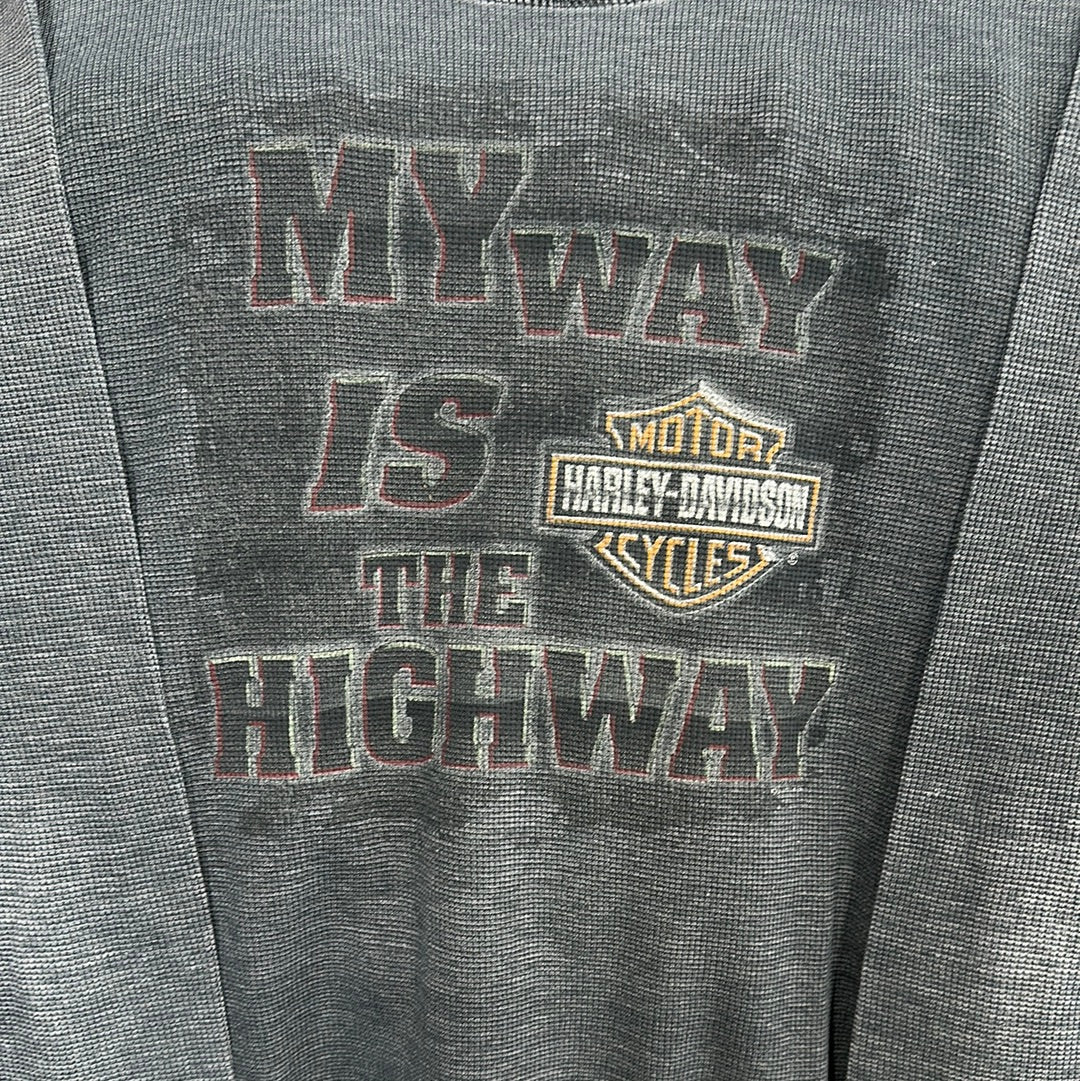 MY WAY
IS
MOTOR
HARLEY-DAVIDSON
CYCLES®
THE
HIGHWAY